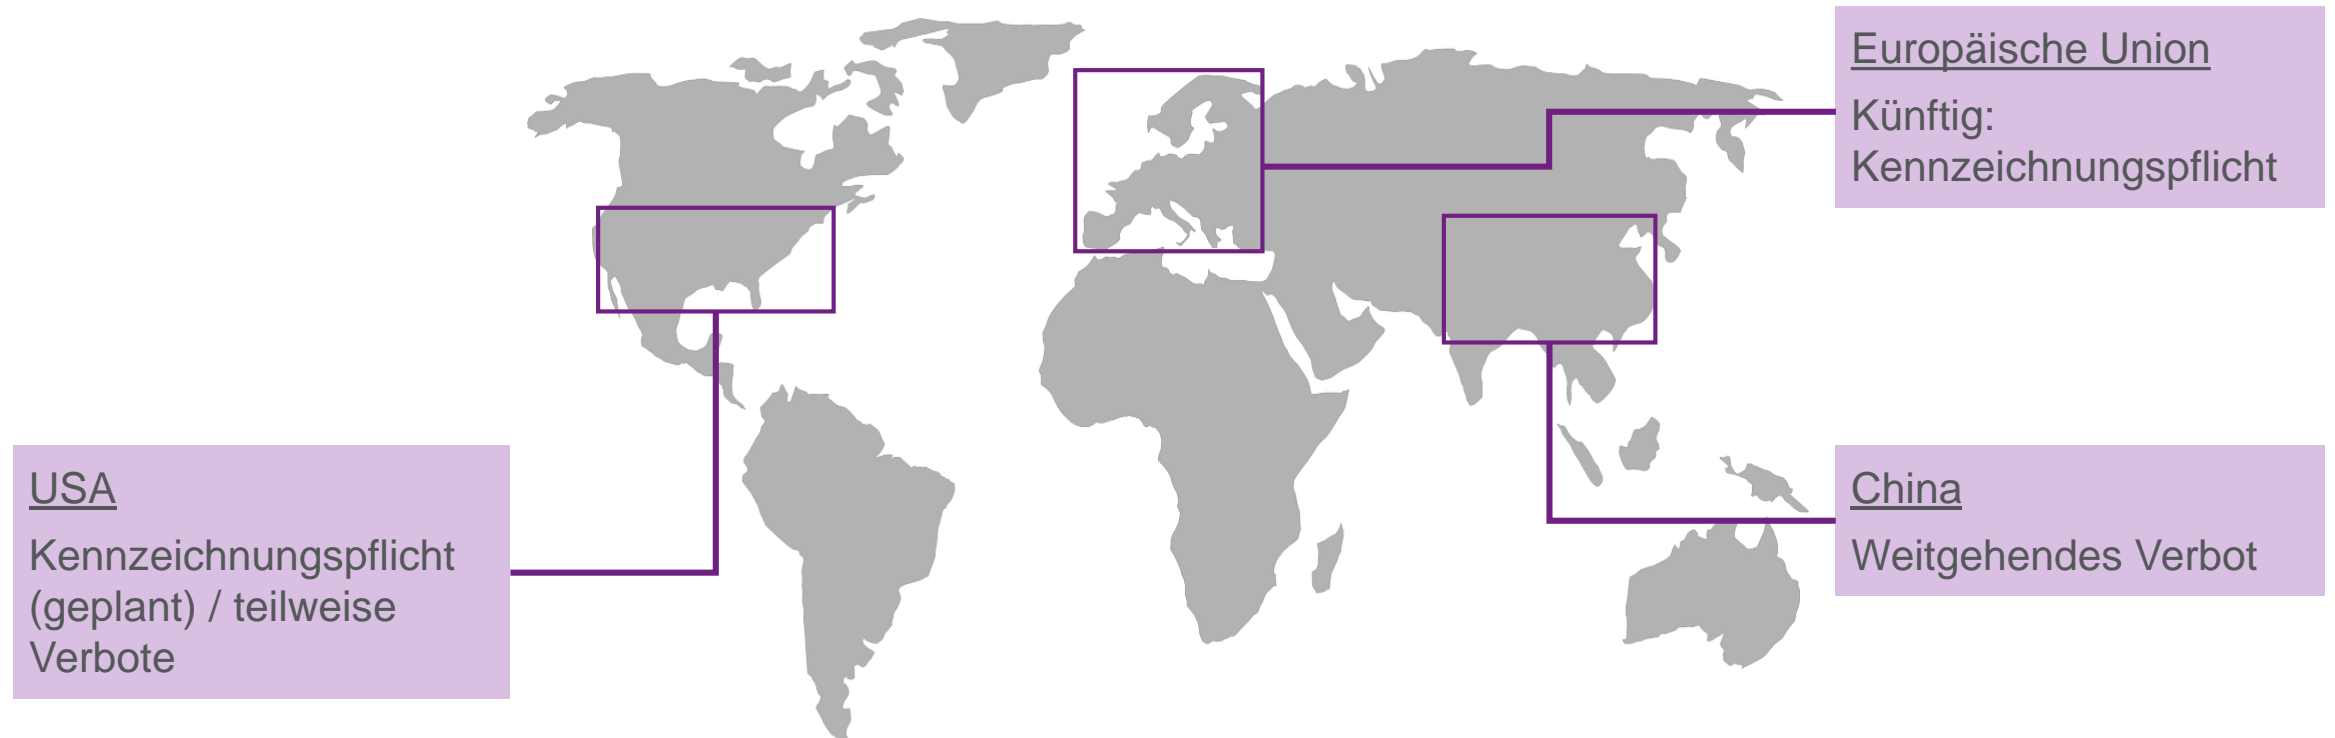 Europäische Union
Künftig:
Kennzeichnungspflicht
USA
Kennzeichnungspflicht
(geplant) / teilweise
Verbote
China
Weitgehendes Verbot